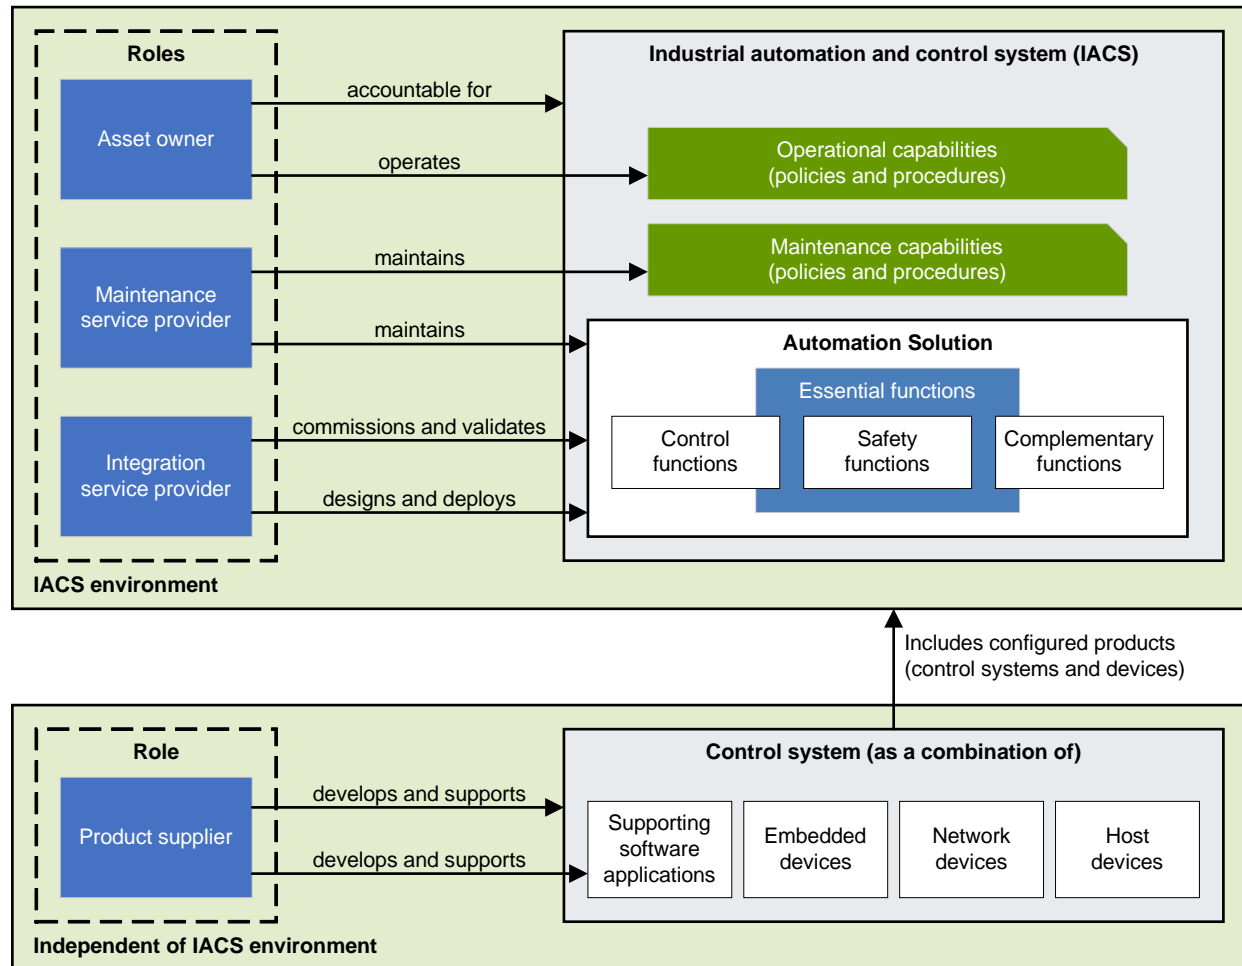 Roles
Industrial automation and control system (IACS)
Asset owner
accountable for
operates
Operational capabilities
(policies and procedures)
Maintenance
service provider
maintains
maintains
Maintenance capabilities
(policies and procedures)
Automation Solution
Essential functions
Control
functions
Safety
functions
Complementary
functions
Integration
service provider
commissions and validates
designs and deploys
IACS environment
Includes configured products
(control systems and devices)
Role
Control system (as a combination of)
Product supplier
develops and supports
develops and supports
Supporting
software
applications
Embedded
devices
Network
devices
Host
devices
Independent of IACS environment